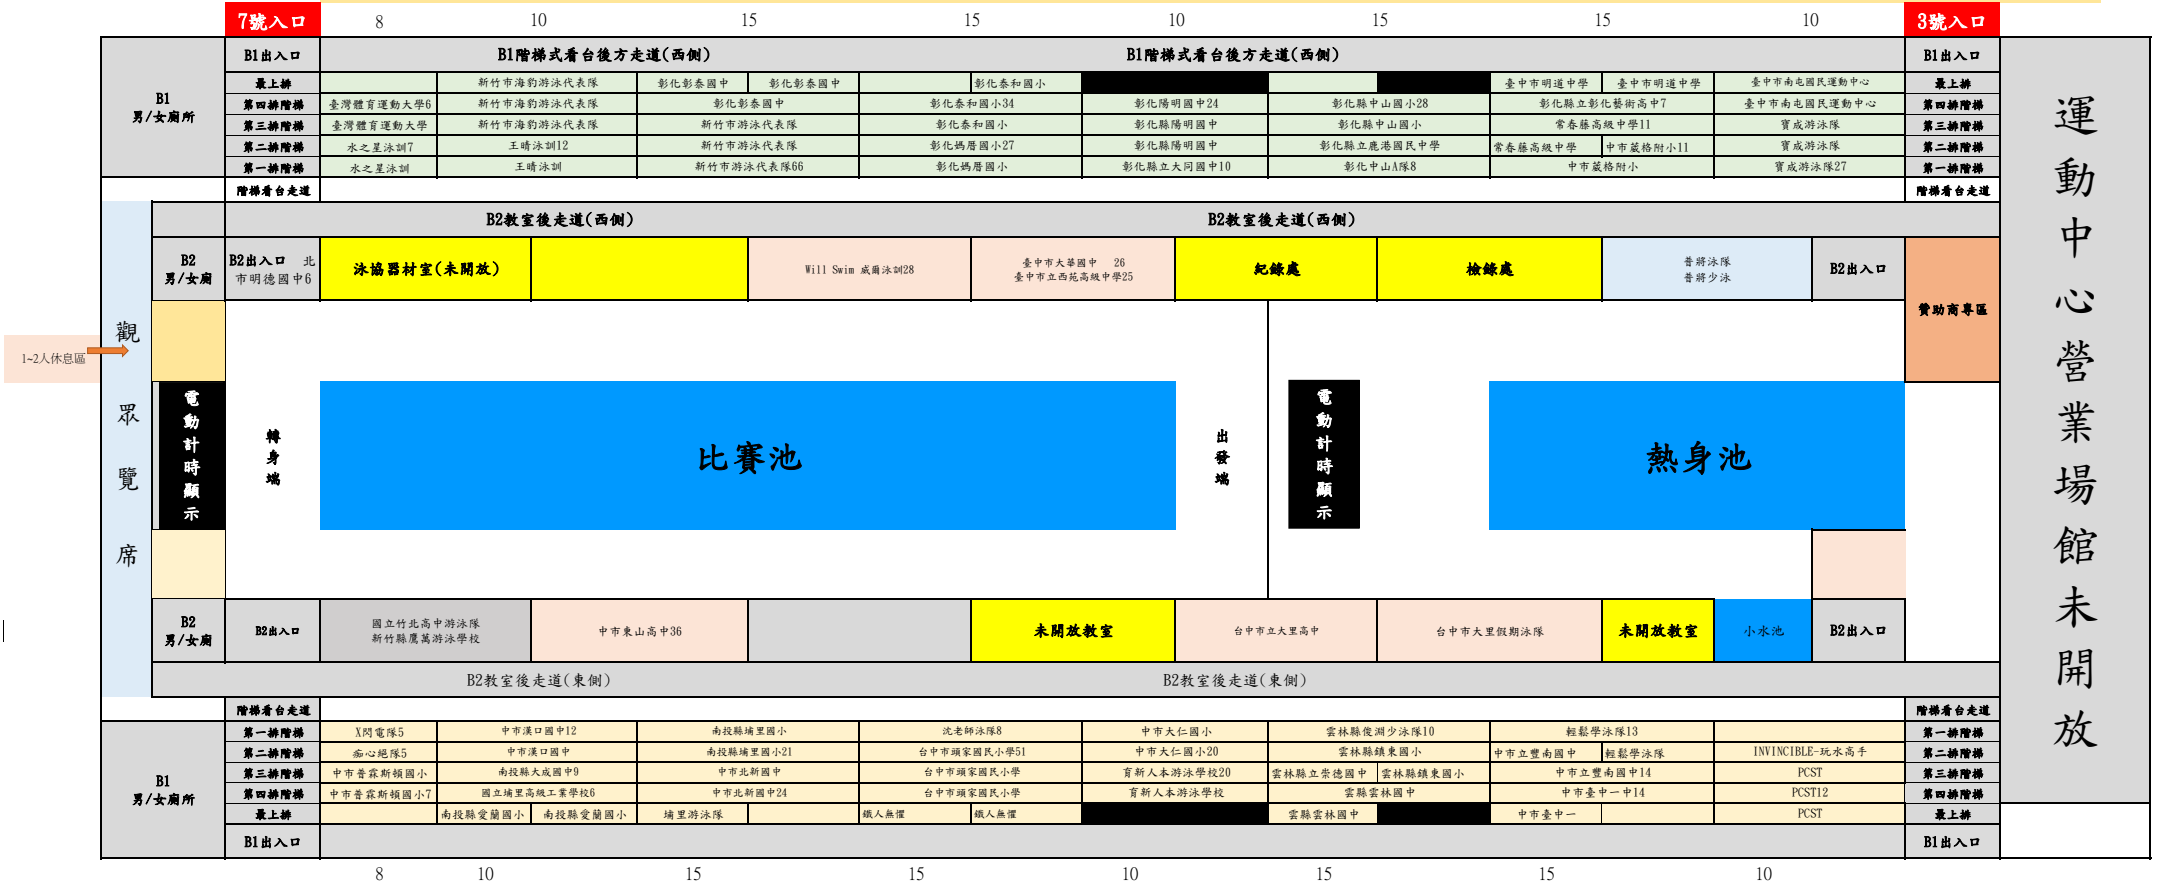 7號入口 8 10 15 15 10 15 15 10 3號入口
B1出入口 B1階梯式看台後方走道(西側) B1階梯式看台後方走道(西側) B1出入口
最上排 新竹市海豹游泳代表隊 彰化彰泰國中 彰化彰泰國中 彰化泰和國小 臺中市明道中學 臺中市明道中學 臺中市南屯國民運動中心 最上排
B1
男/女廁所
第四排階梯 臺灣體育運動大學6 新竹市海豹游泳代表隊 彰化彰泰國中 彰化泰和國小34 彰化陽明國中24 彰化縣中山國小28 彰化縣立彰化藝術高中7 臺中市南屯國民運動中心 第四排階梯
第三排階梯 臺灣體育運動大學 新竹市海豹游泳代表隊 新竹市游泳代表隊 彰化泰和國小 彰化縣陽明國中 彰化縣中山國小 常春藤高級中學11 寶成游泳隊 第三排階梯
第二排階梯 水之星泳訓7 王晴泳訓12 新竹市游泳代表隊 彰化媽厝國小27 彰化縣陽明國中 彰化縣立鹿港國民中學 常春藤高級中學 中市葳格附小11 寶成游泳隊 第二排階梯
第一排階梯 水之星泳訓 王晴泳訓 新竹市游泳代表隊66 彰化媽厝國小 彰化縣立大同國中10 彰化中山A隊8 中市葳格附小 寶成游泳隊27 第一排階梯
階梯看台走道 階梯看台走道
B2教室後走道(西側) B2教室後走道(西側)
B2
男/女廁
B2出入口 北
市明德國中6
泳協器材室(未開放)
Will Swim 威爾泳訓28
臺中市大華國中 26
臺中市立西苑高級中學25
紀錄處
檢錄處
普將泳隊
普將少泳
B2出入口
贊助商專區
1~2人休息區
觀眾覽席
電動計時顯示
轉身端
比賽池
出發端
電動計時顯示
熱身池
運動中心營業場館未開放
B2
男/女廁
B2出入口
國立竹北高中游泳隊
新竹縣鷹萬游泳學校
中市東山高中36
未開放教室
台中市立大里高中
台中市大里假期泳隊
未開放教室
小水池
B2出入口
B2教室後走道(東側) B2教室後走道(東側)
階梯看台走道 階梯看台走道
第一排階梯 X閃電隊5 中市漢口國中12 南投縣埔里國小 沈老師泳隊8 中市大仁國小 雲林縣俊淵少泳隊10 輕鬆學泳隊13 第一排階梯
第二排階梯 痴心絕隊5 中市漢口國中 南投縣埔里國小21 台中市頭家國民小學51 中市大仁國小20 雲林縣鎮東國小 中市立豐南國中 輕鬆學泳隊 INVINCIBLE-玩水高手 第二排階梯
B1
男/女廁所
第三排階梯 中市普霖斯頓國小 南投縣大成國中9 中市北新國中 台中市頭家國民小學 育新人本游泳學校20 雲林縣立崇德國中 雲林縣鎮東國小 中市立豐南國中14 PCST 第三排階梯
第四排階梯 中市普霖斯頓國小7 國立埔里高級工業學校6 中市北新國中24 台中市頭家國民小學 育新人本游泳學校 雲縣雲林國中 中市臺中一中14 PCST12 第四排階梯
最上排 南投縣愛蘭國小 南投縣愛蘭國小 埔里游泳隊 鐵人無懼 鐵人無懼 雲縣雲林國中 中市臺中一 PCST 最上排
B1出入口 B1出入口
8 10 15 15 10 15 15 10